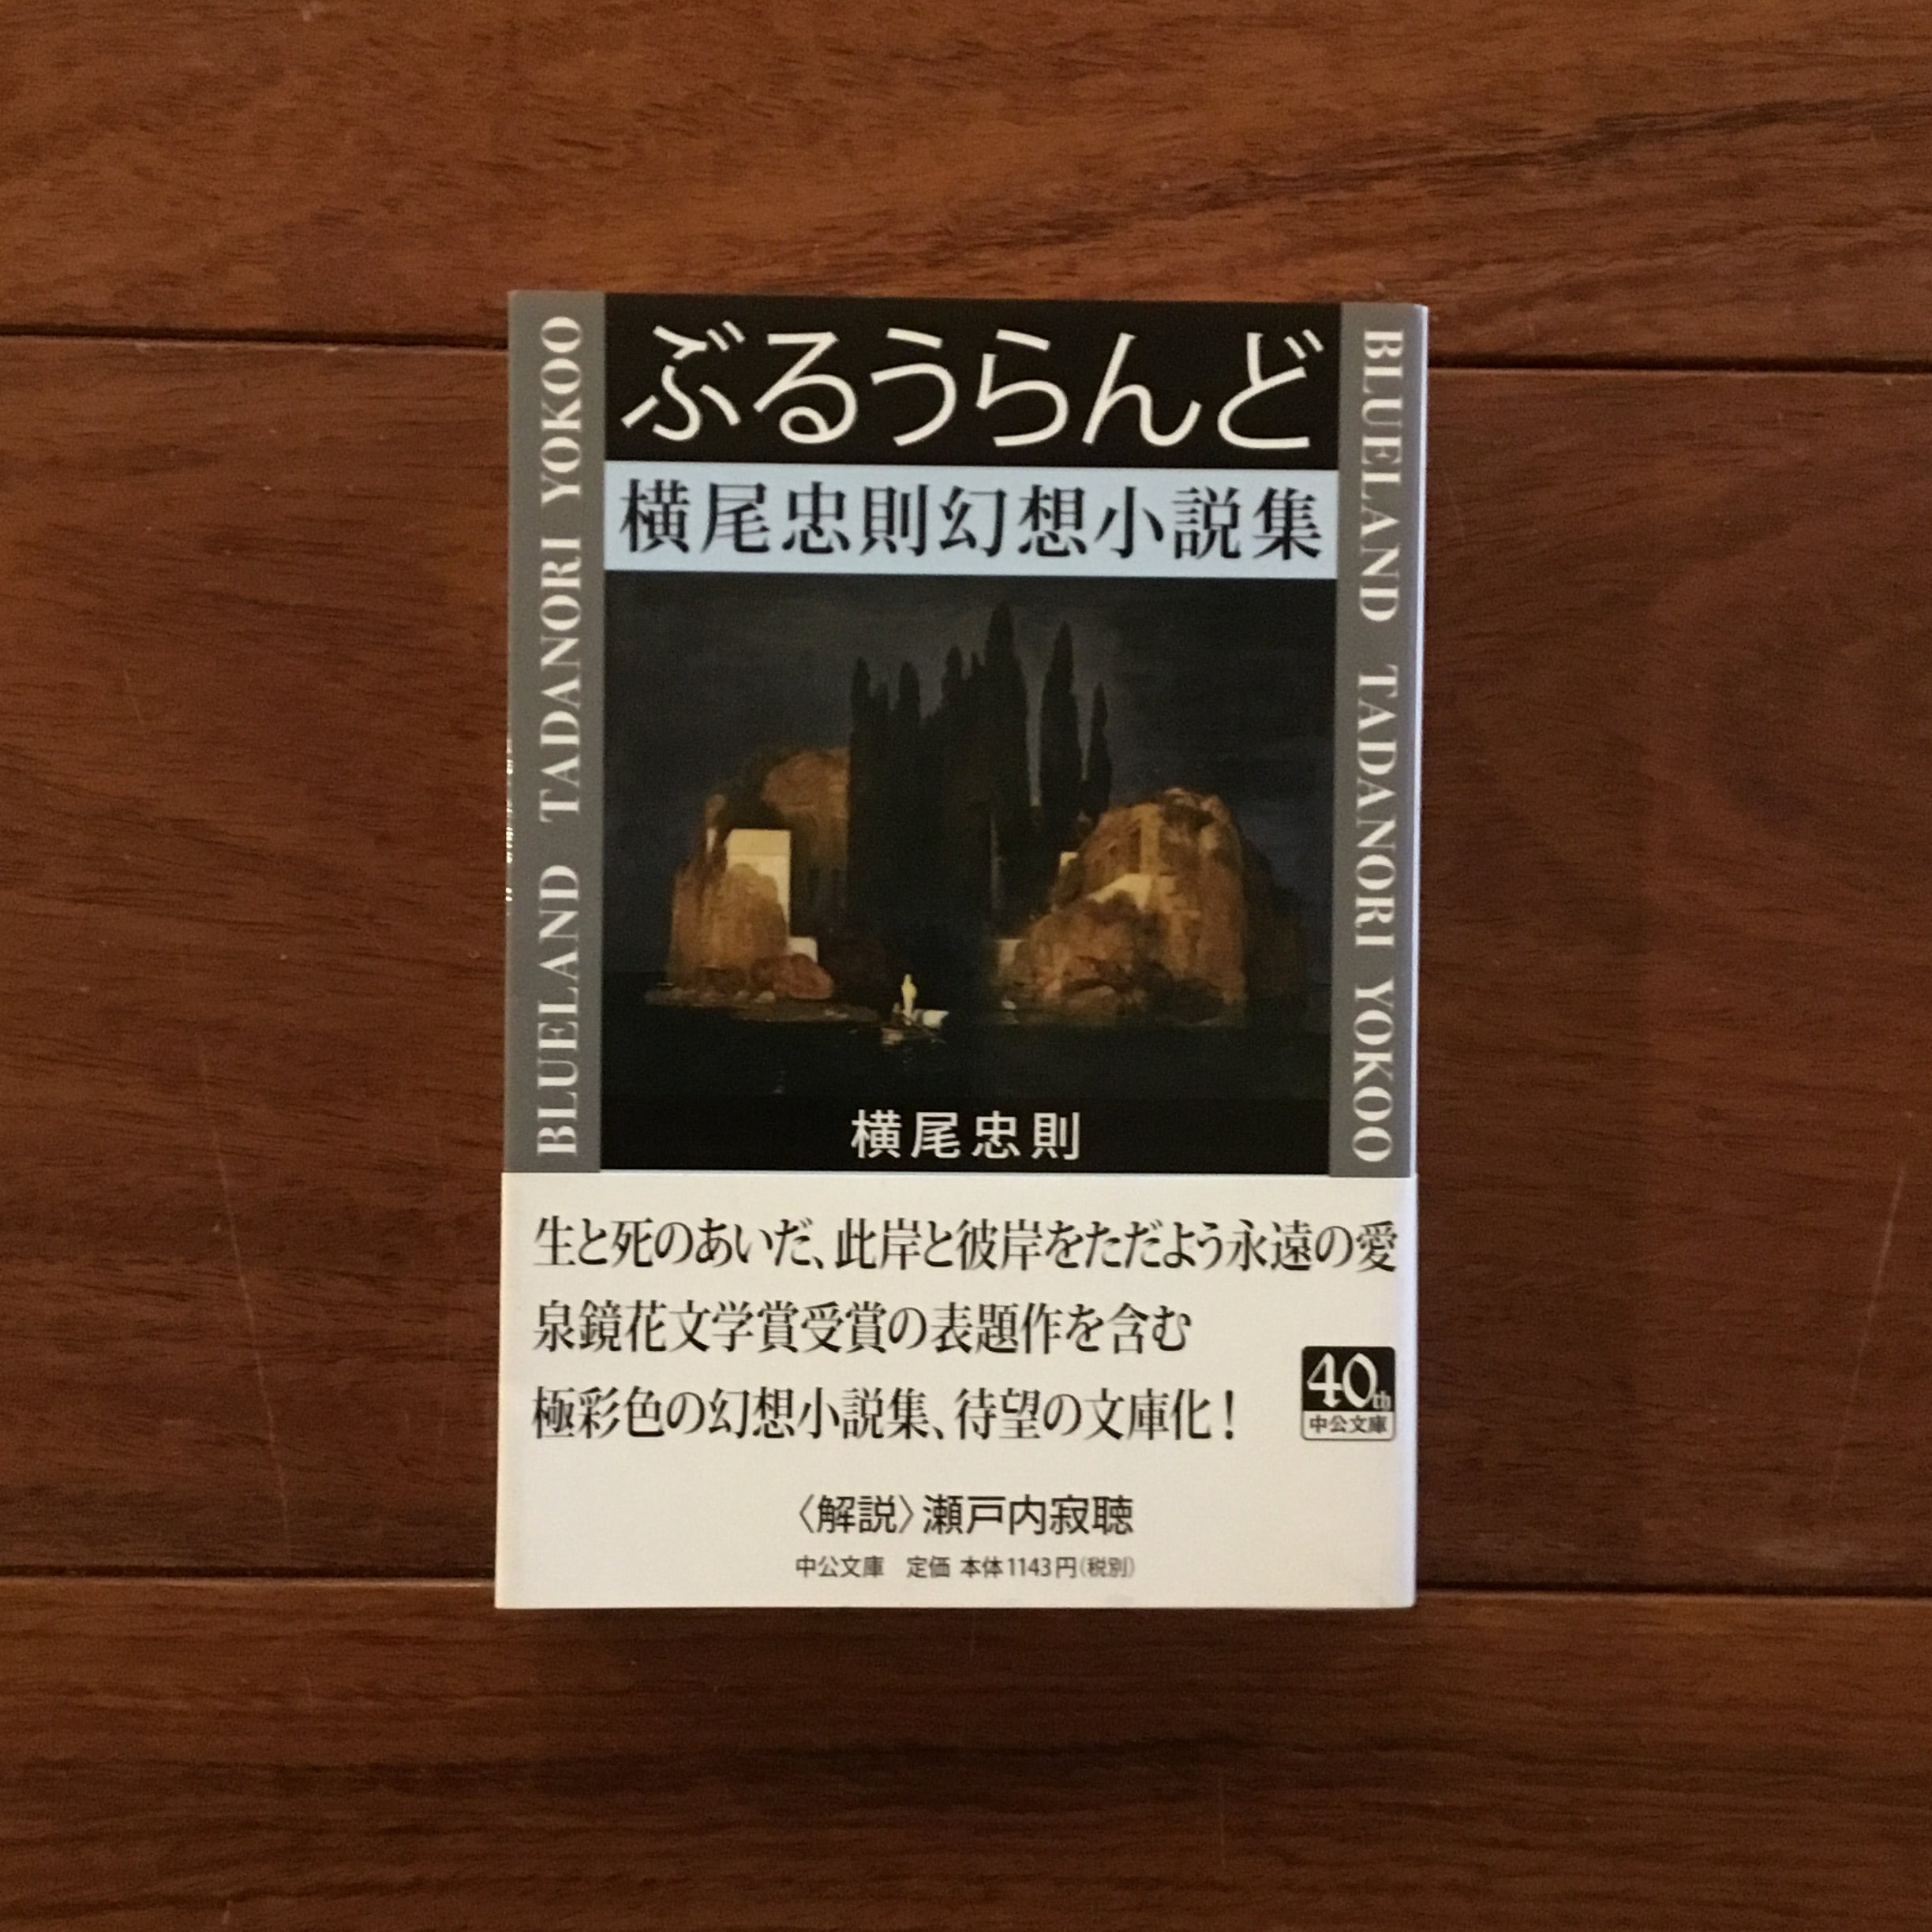 ぶるうらんど
横尾忠則幻想小説集
BLUELAND TADANORI YOKOO
BLUELAND TADANORI YOKOO
横尾忠則
生と死のあいだ、此岸と彼岸をただよう永遠の愛
泉鏡花文学賞受賞の表題作を含む
極彩色の幻想小説集、待望の文庫化！
40th
中公文庫
〈解説〉瀬戸内寂聴
中公文庫 定価 本体1143円（税別）